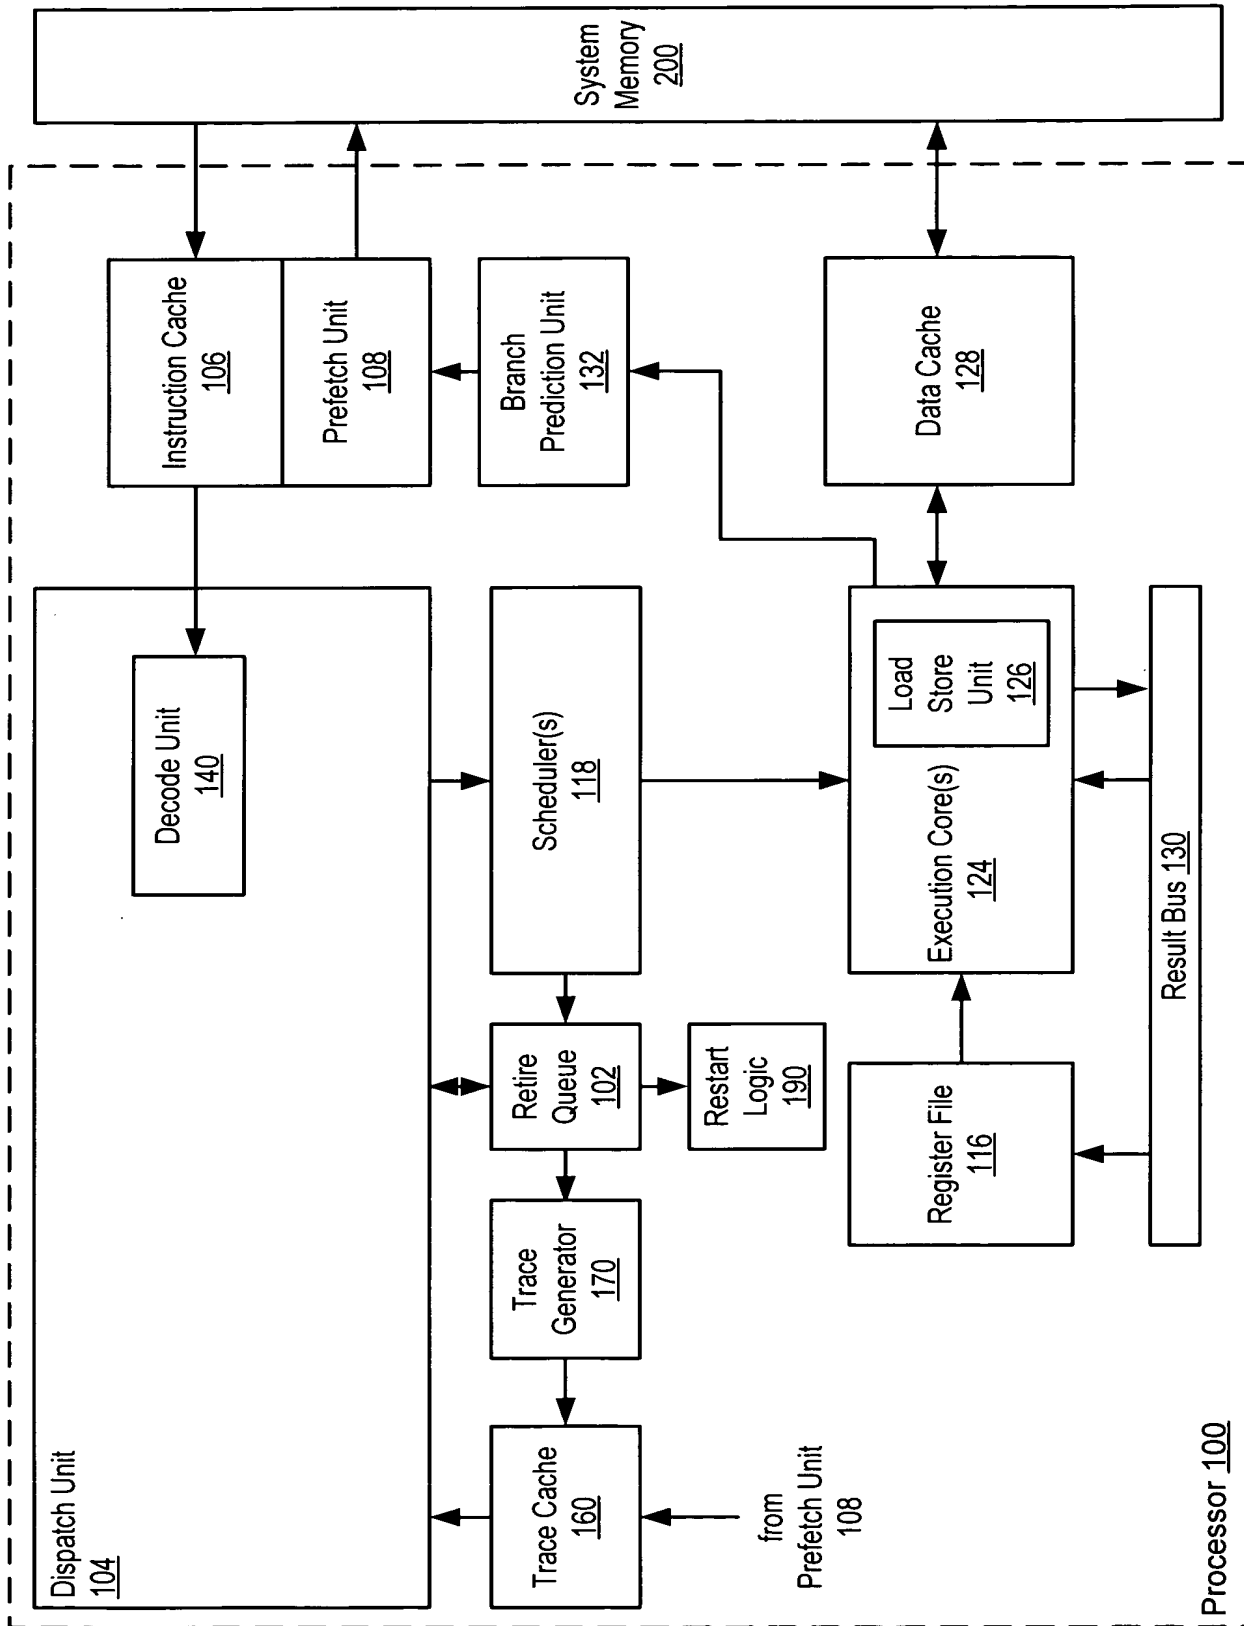 System
Memory
200
Instruction Cache
106
Prefetch Unit
108
Branch
Prediction Unit
132
Data Cache
128
Dispatch Unit
104
Decode Unit
140
Scheduler(s)
118
Execution Core(s)
124
Load
Store
Unit
126
Retire
Queue
102
Restart
Logic
190
Register File
116
Result Bus 130
Trace
Generator
170
Trace Cache
160
from
Prefetch Unit
108
Processor 100